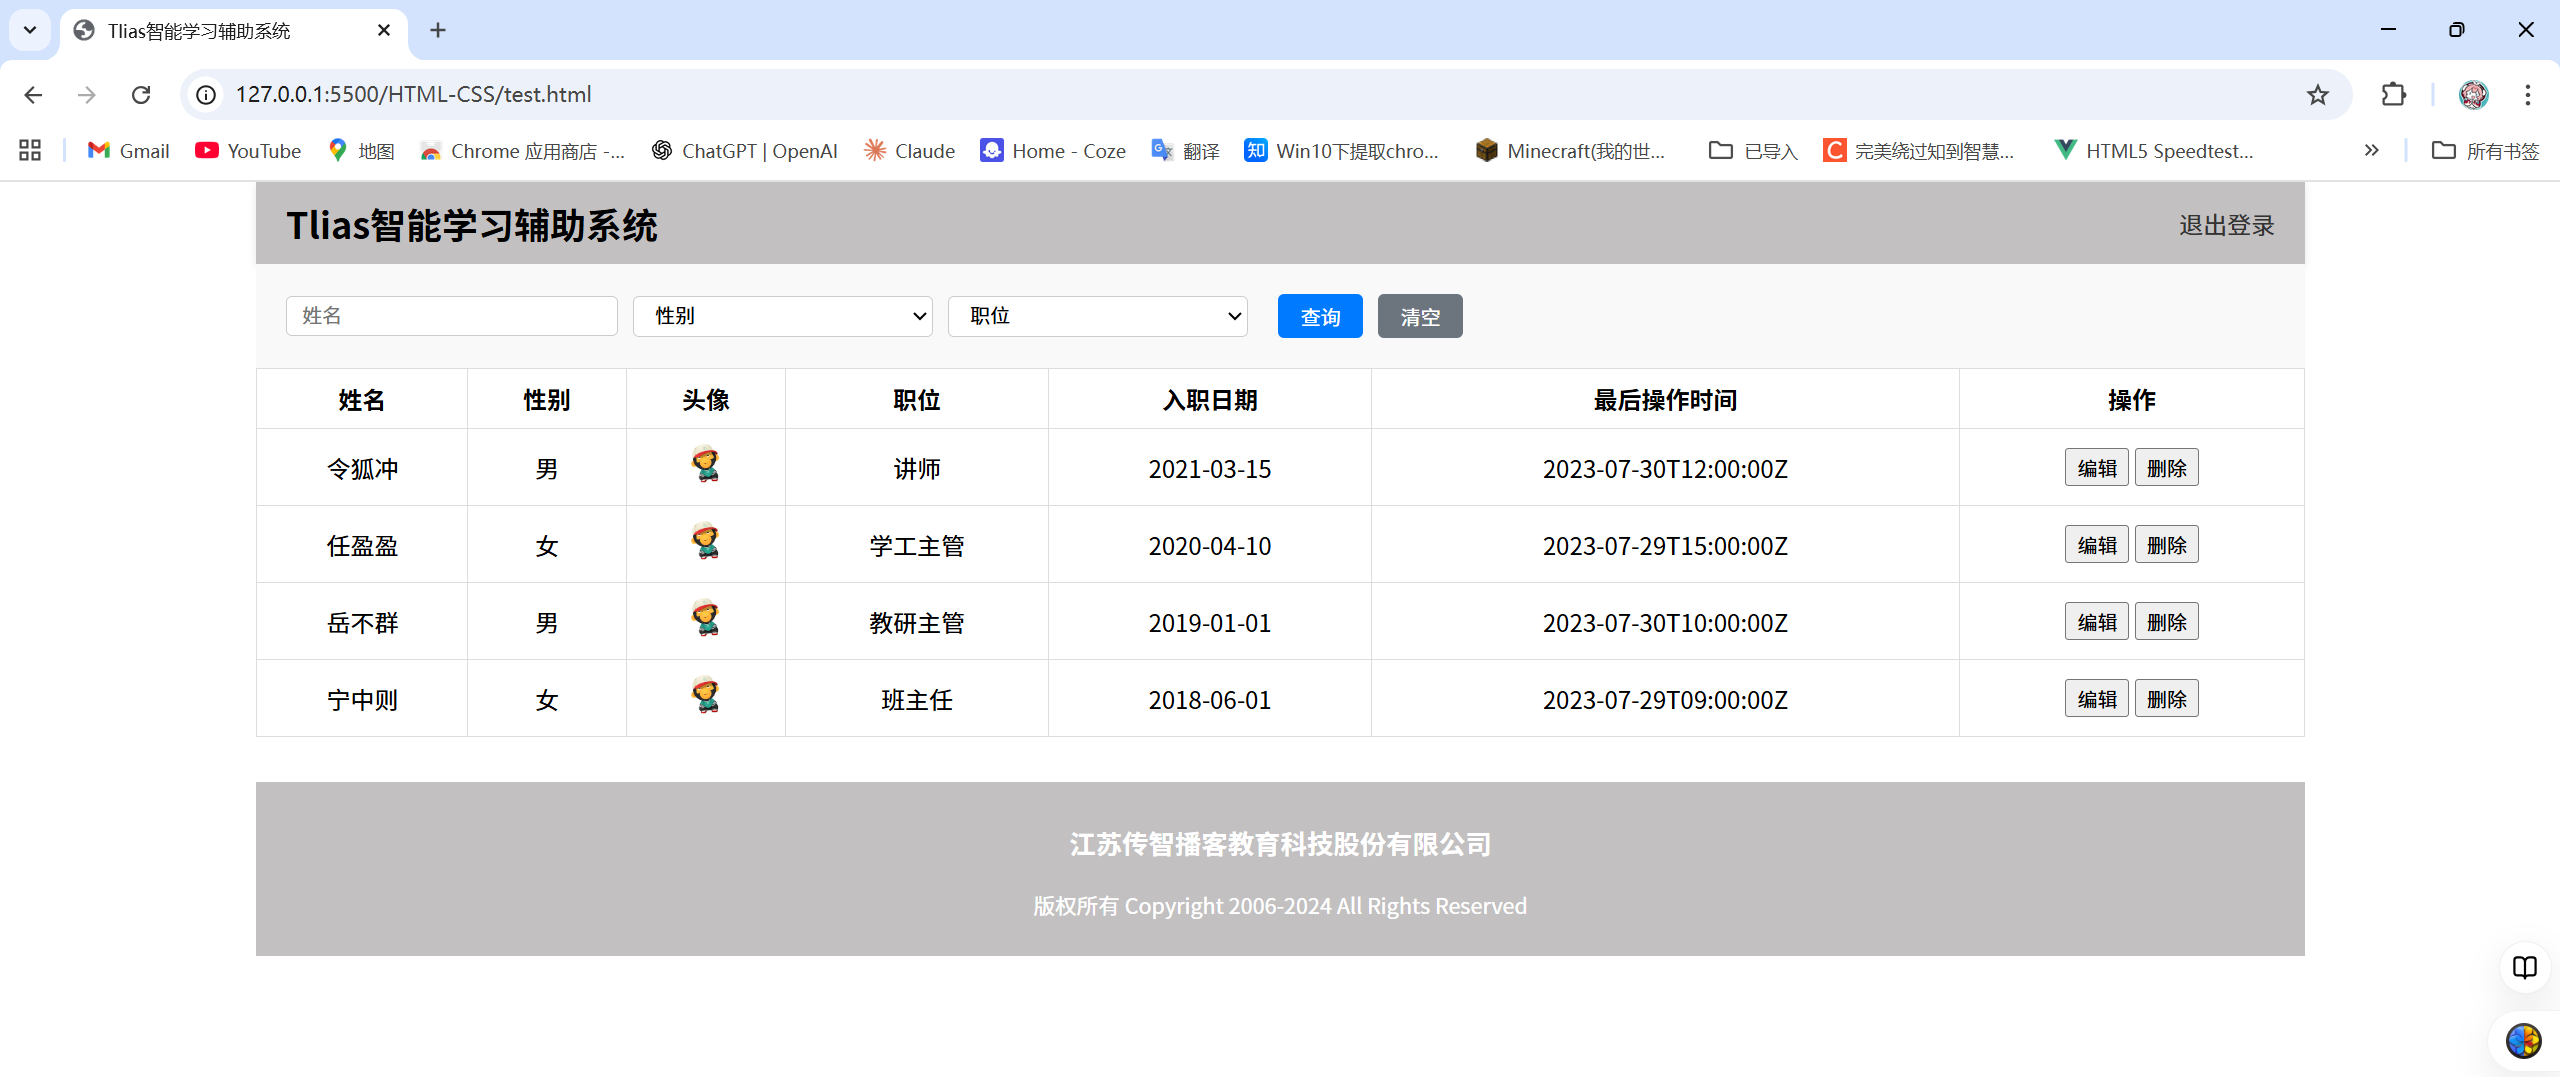 Tlias智能学习辅助系统
127.0.0.1:5500/HTML-CSS/test.html
Gmail YouTube 地图 Chrome 应用商店 -... ChatGPT | OpenAI Claude Home - Coze 翻译 知 Win10下提取chro... Minecraft(我的世... 已导入 C 完美绕过知到智慧... HTML5 Speedtest... 所有书签
Tlias智能学习辅助系统 退出登录
姓名 性别 职位 查询 清空
姓名 性别 头像 职位 入职日期 最后操作时间 操作
令狐冲 男 讲师 2021-03-15 2023-07-30T12:00:00Z 编辑 删除
任盈盈 女 学工主管 2020-04-10 2023-07-29T15:00:00Z 编辑 删除
岳不群 男 教研主管 2019-01-01 2023-07-30T10:00:00Z 编辑 删除
宁中则 女 班主任 2018-06-01 2023-07-29T09:00:00Z 编辑 删除
江苏传智播客教育科技股份有限公司
版权所有 Copyright 2006-2024 All Rights Reserved